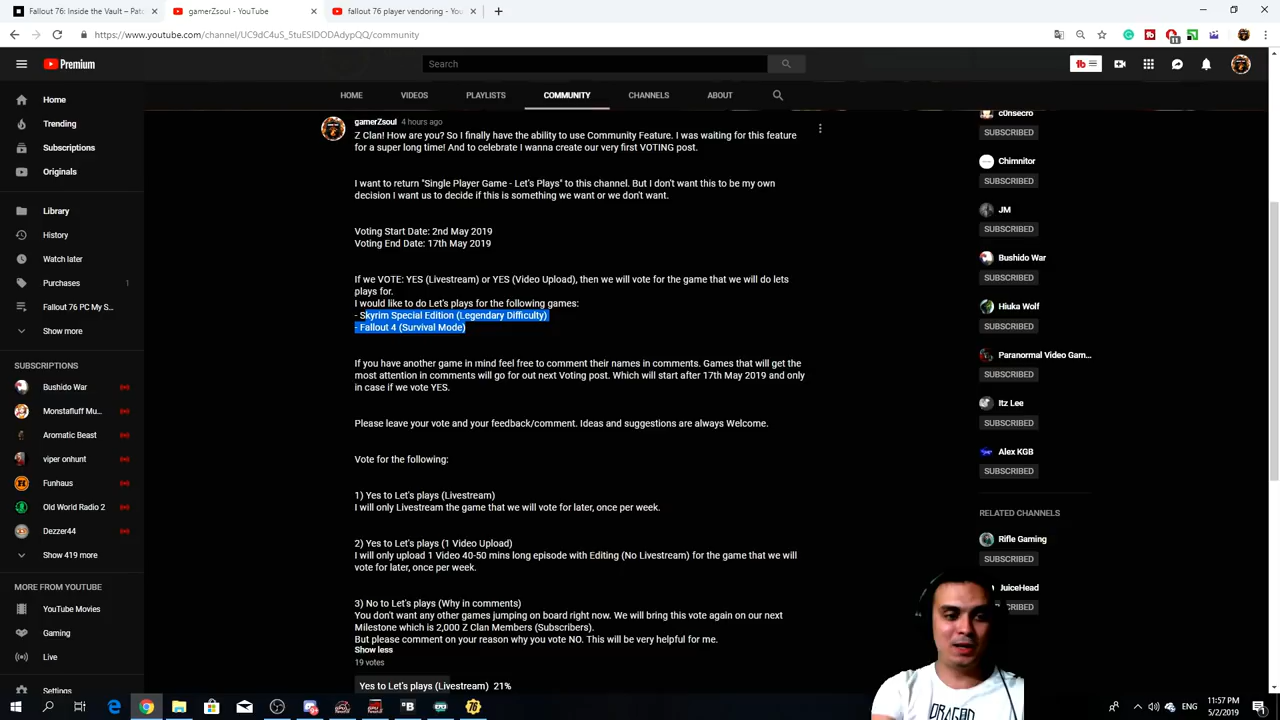 Fallout 76: Inside the Vault – Patc
gamerZsoul - YouTube
fallout 76 player vendoring - You
https://www.youtube.com/channel/UC9dC4uS_5tuESIDODAdypQQ/community
11
Premium
Search
HOME
VIDEOS
PLAYLISTS
COMMUNITY
CHANNELS
ABOUT
Home
Trending
Subscriptions
Originals
Library
History
Watch later
Purchases
1
Fallout 76 PC My S...
Show more
SUBSCRIPTIONS
Bushido War
Monstafluff Mu...
Aromatic Beast
viper onhunt
Funhaus
Old World Radio 2
Dezzer44
Show 419 more
MORE FROM YOUTUBE
YouTube Movies
Gaming
Live
Settings
gamerZsoul 4 hours ago
Z Clan! How are you? So I finally have the ability to use Community Feature. I was waiting for this feature
for a super long time! And to celebrate I wanna create our very first VOTING post.
I want to return "Single Player Game - Let's Plays" to this channel. But I don't want this to be my own
decision I want us to decide if this is something we want or we don't want.
Voting Start Date: 2nd May 2019
Voting End Date: 17th May 2019
If we VOTE: YES (Livestream) or YES (Video Upload), then we will vote for the game that we will do lets
plays for.
I would like to do Let's plays for the following games:
- Skyrim Special Edition (Legendary Difficulty)
- Fallout 4 (Survival Mode)
If you have another game in mind feel free to comment their names in comments. Games that will get the
most attention in comments will go for out next Voting post. Which will start after 17th May 2019 and only
in case if we vote YES.
Please leave your vote and your feedback/comment. Ideas and suggestions are always Welcome.
Vote for the following:
1) Yes to Let's plays (Livestream)
I will only Livestream the game that we will vote for later, once per week.
2) Yes to Let's plays (1 Video Upload)
I will only upload 1 Video 40-50 mins long episode with Editing (No Livestream) for the game that we will
vote for later, once per week.
3) No to Let's plays (Why in comments)
You don't want any other games jumping on board right now. We will bring this vote again on our next
Milestone which is 2,000 Z Clan Members (Subscribers).
But please comment on your reason why you vote NO. This will be very helpful for me.
Show less
19 votes
Yes to Let's plays (Livestream) 21%
c0nsecro
SUBSCRIBED
Chimnitor
SUBSCRIBED
JM
SUBSCRIBED
Bushido War
SUBSCRIBED
Hiuka Wolf
SUBSCRIBED
Paranormal Video Gam...
SUBSCRIBED
Itz Lee
SUBSCRIBED
Alex KGB
SUBSCRIBED
RELATED CHANNELS
Rifle Gaming
SUBSCRIBED
JuiceHead
CRIBED
DRAGON
ENG
11:57 PM
5/2/2019